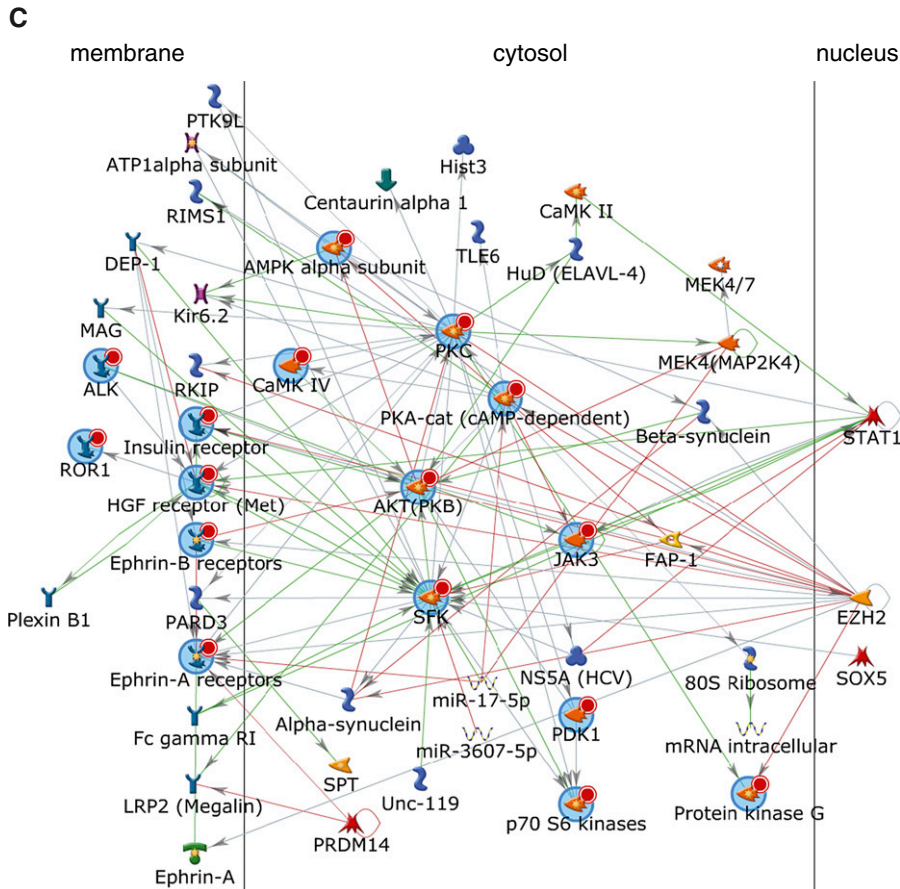 C
membrane
cytosol
nucleus
PTK9L
ATP1alpha subunit
Hist3
RIMS1
Centaurin alpha 1
CaMK II
DEP-1
AMPK alpha subunit
TLE6
HuD (ELAVL-4)
MEK4/7
MAG
Kir6.2
PKC
MEK4(MAP2K4)
ALK
RKIP
CaMK IV
PKA-cat (cAMP-dependent)
Beta-synuclein
STAT1
Insulin receptor
ROR1
HGF receptor (Met)
AKT(PKB)
Ephrin-B receptors
JAK3
FAP-1
Plexin B1
PARD3
SFK
EZH2
Ephrin-A receptors
NS5A (HCV)
80S Ribosome
SOX5
miR-17-5p
Alpha-synuclein
Fc gamma RI
miR-3607-5p
PDK1
mRNA intracellular
SPT
LRP2 (Megalin)
Unc-119
p70 S6 kinases
Protein kinase G
PRDM14
Ephrin-A